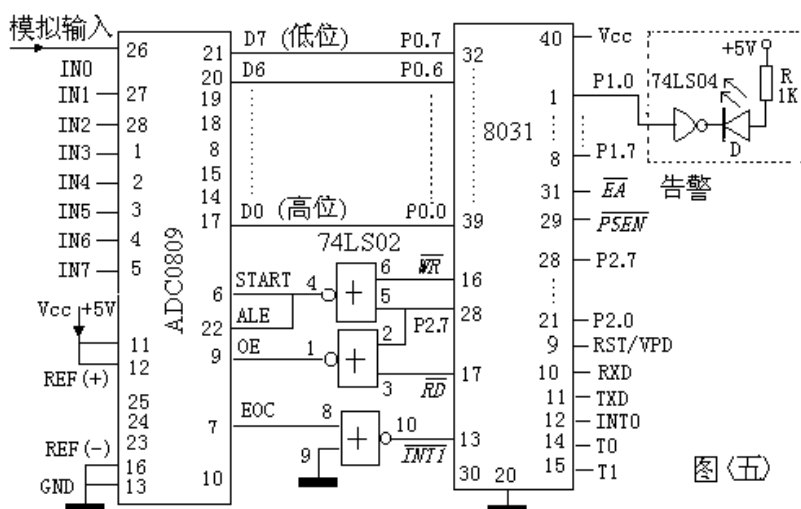 模拟输入
26
IN0
IN1
27
IN2
28
IN3
1
IN4
2
IN5
3
IN6
4
IN7
5
Vcc +5V
11
12
REF(+)
25
24
23
REF(-)
16
GND
13
ADC0809
21
20
19
18
8
15
14
17
6
22
9
7
10
D7 (低位) P0.7
D6 P0.6
D0 (高位) P0.0
74LS02
START 4
6 WR
5
ALE
P2.7
OE 1
2
3 RD
EOC 8
9
10
INT1
32
39
16
28
17
13
30 20
8031
40 Vcc
1 P1.0
8 P1.7
31 EA
29 PSEN
28 P2.7
21 P2.0
9 RST/VPD
10 RXD
11 TXD
12 INT0
14 T0
15 T1
+5V
74LS04
R
1K
D
告警
图(五)